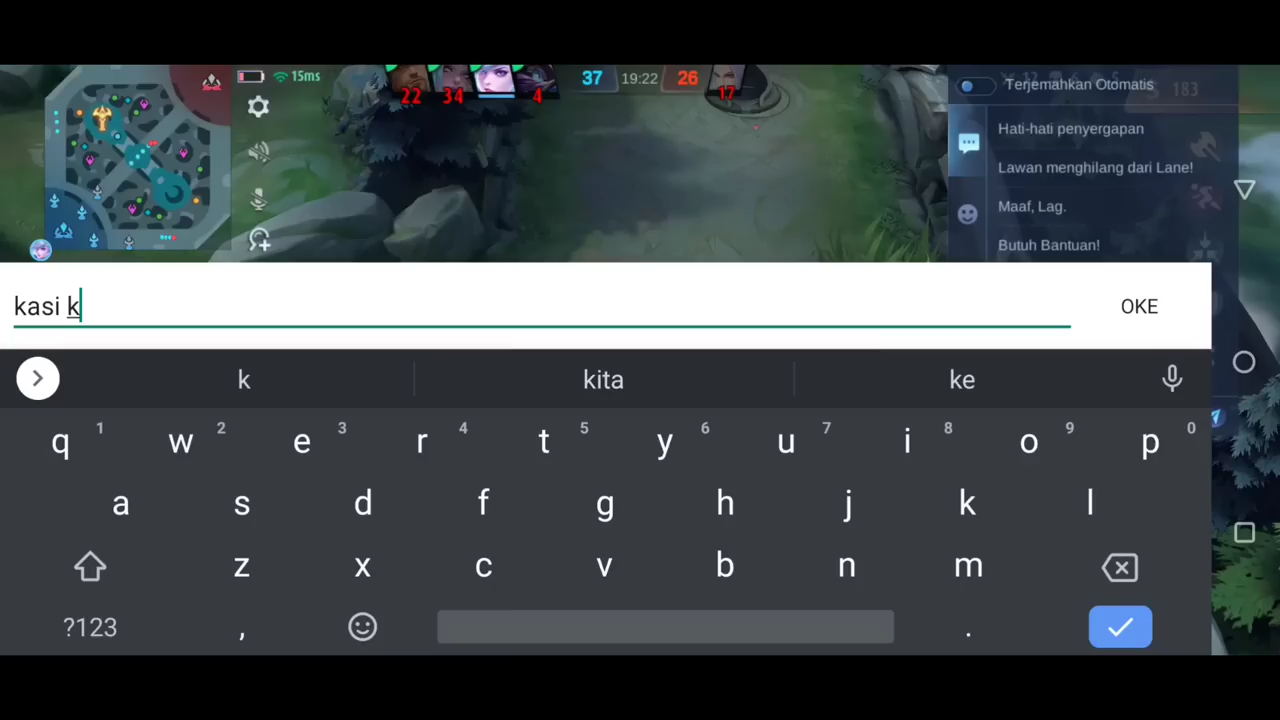 15ms
22 34 4
37 19:22 26
17
Terjemahkan Otomatis
183
Hati-hati penyergapan
Lawan menghilang dari Lane!
Maaf, Lag.
Butuh Bantuan!
kasi k
OKE
k kita ke
q 1 w 2 e 3 r 4 t 5 y 6 u 7 i 8 o 9 p 0
a s d f g h j k l
z x c v b n m
?123 , .